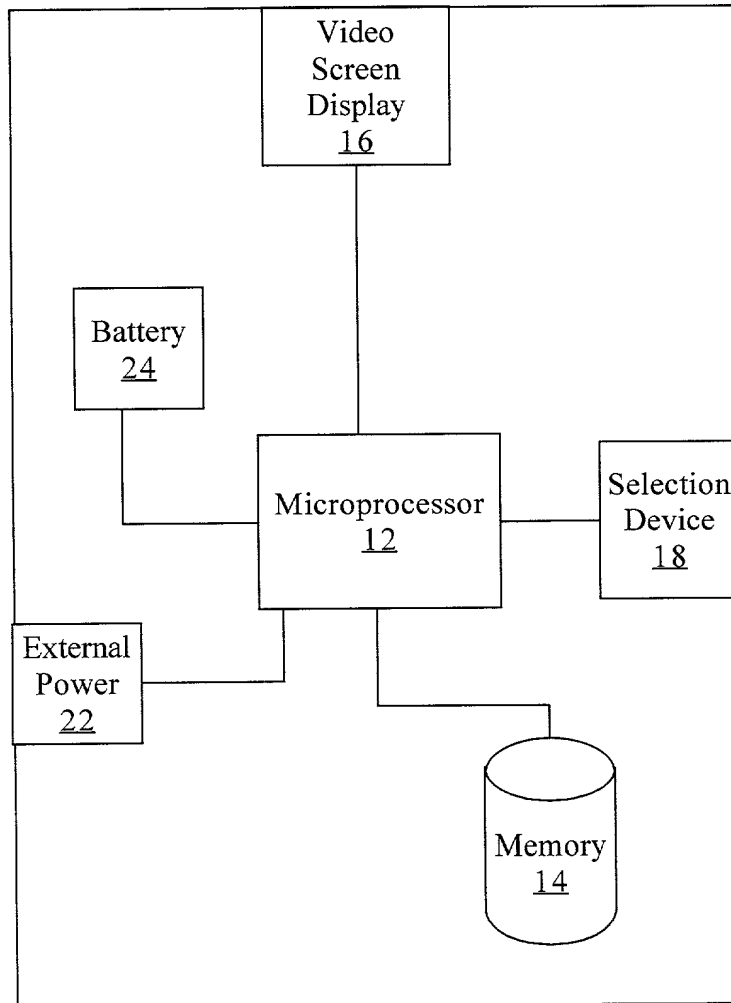 Video
Screen
Display
16
Battery
24
Microprocessor
12
Selection
Device
18
External
Power
22
Memory
14